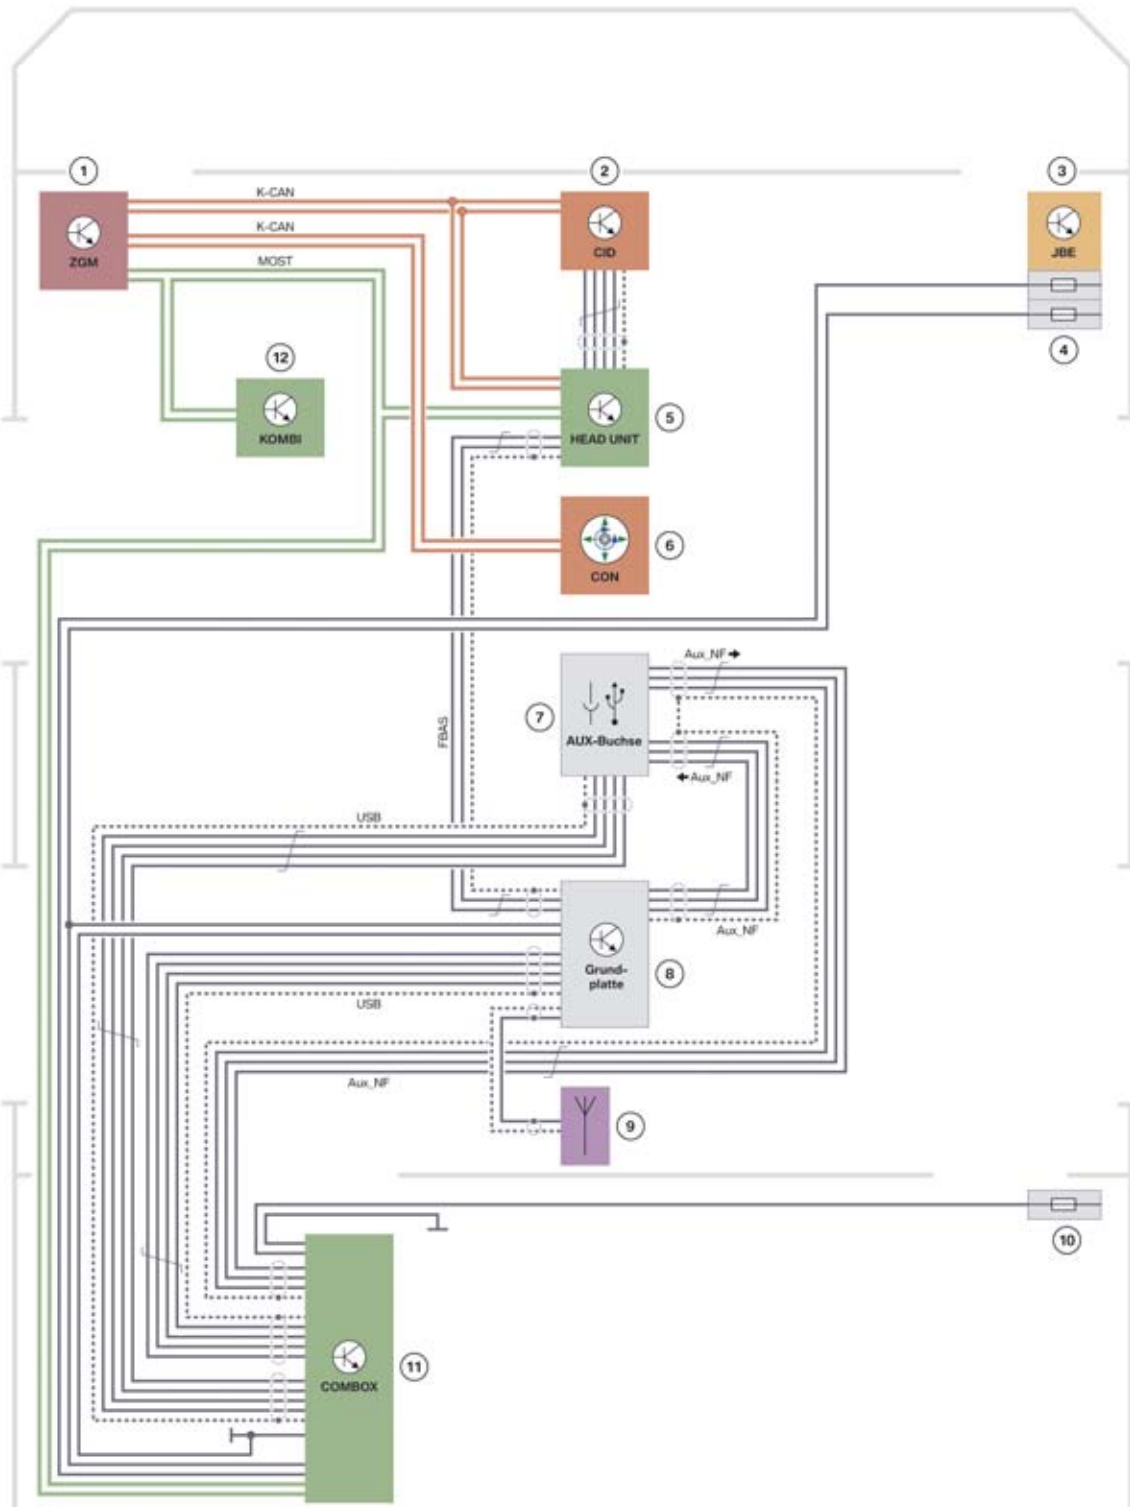 1
2
3
K-CAN
ZGM
K-CAN
CID
JBE
MOST
4
12
KOMBI
HEAD UNIT
5
6
CON
Aux_NF
7
FBAS
AUX-Buchse
Aux_NF
USB
Aux_NF
Grund-
platte
8
USB
Aux_NF
9
10
11
COMBOX